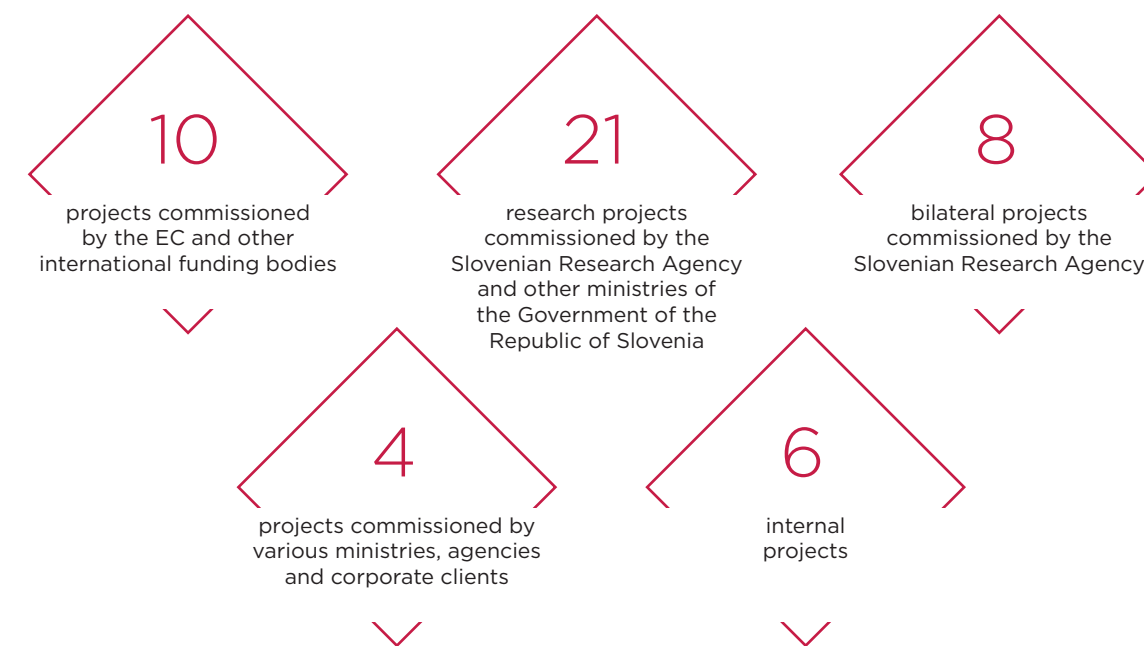 10
projects commissioned
by the EC and other
international funding bodies
21
research projects
commissioned by the
Slovenian Research Agency
and other ministries of
the Government of the
Republic of Slovenia
8
bilateral projects
commissioned by the
Slovenian Research Agency
4
projects commissioned by
various ministries, agencies
and corporate clients
6
internal
projects